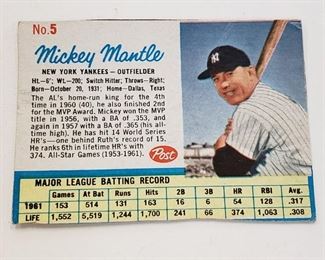 No.5
Mickey Mantle
NEW YORK YANKEES—OUTFIELDER
Ht.–6'; Wt.–200; Switch Hitter; Throws–Right;
Born–October 20, 1931; Home–Dallas, Texas
The AL's home-run king for the 4th
time in 1960 (40), he also finished 2nd
for the MVP Award. Mickey won the MVP
title in 1956, with a BA of .353, and
again in 1957 with a BA of .365 (his all-
time high). He has 14 World Series
HR's—one behind Ruth's record of 15.
He ranks 6th in lifetime HR's with
374. All-Star Games (1953-1961).
Post
MAJOR LEAGUE BATTING RECORD
Games At Bat Runs Hits 2B 3B HR RBI Avg.
1961 153 514 131 163 16 6 54 128 .317
LIFE 1,552 5,519 1,244 1,700 241 66 374 1,063 .308